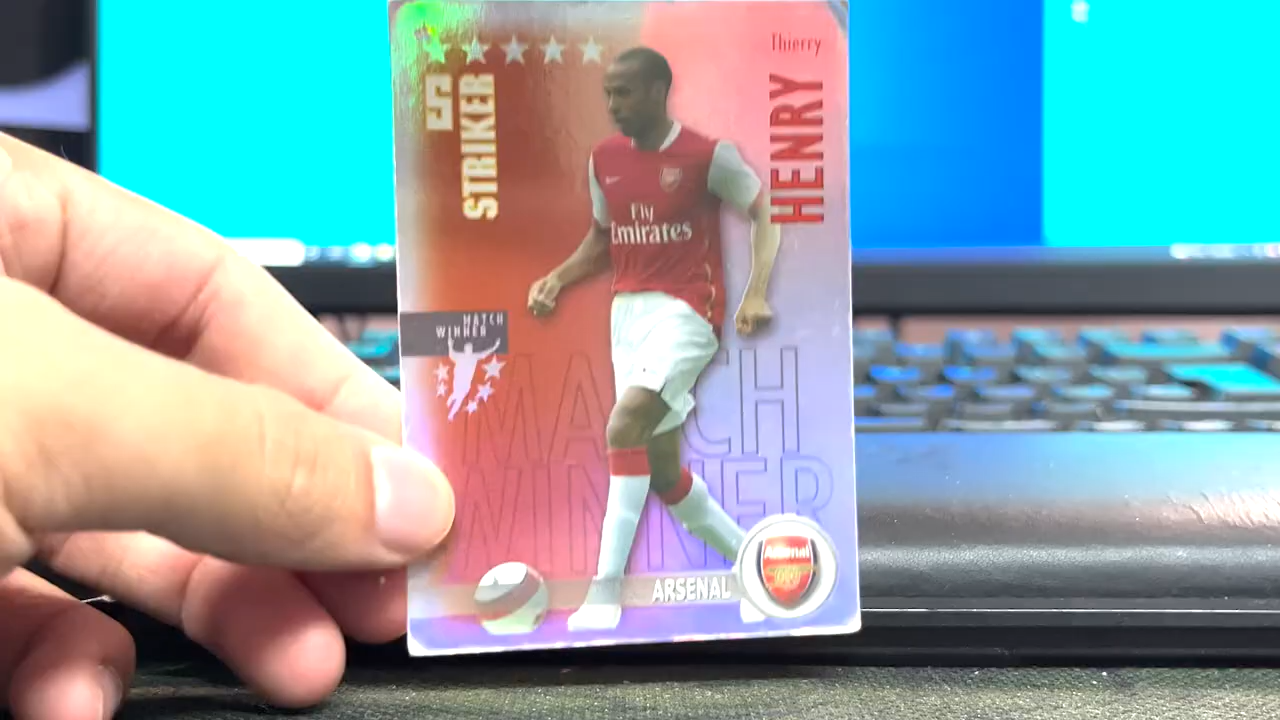 Thierry
HENRY
STRIKER
MATCH
WINNER
Fly
Emirates
MATCH
WINNER
ARSENAL
Arsenal